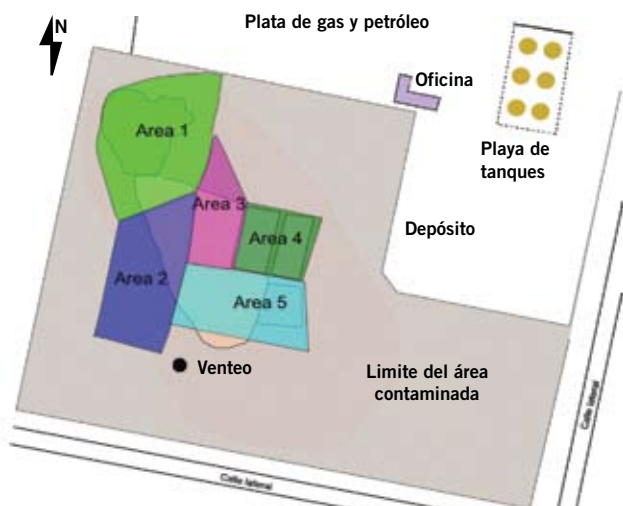 N
Plata de gas y petróleo
Oficina
Playa de
tanques
Area 1
Area 3
Area 4
Depósito
Area 2
Area 5
Venteo
Limite del área
contaminada
Calle lateral
Calle lateral